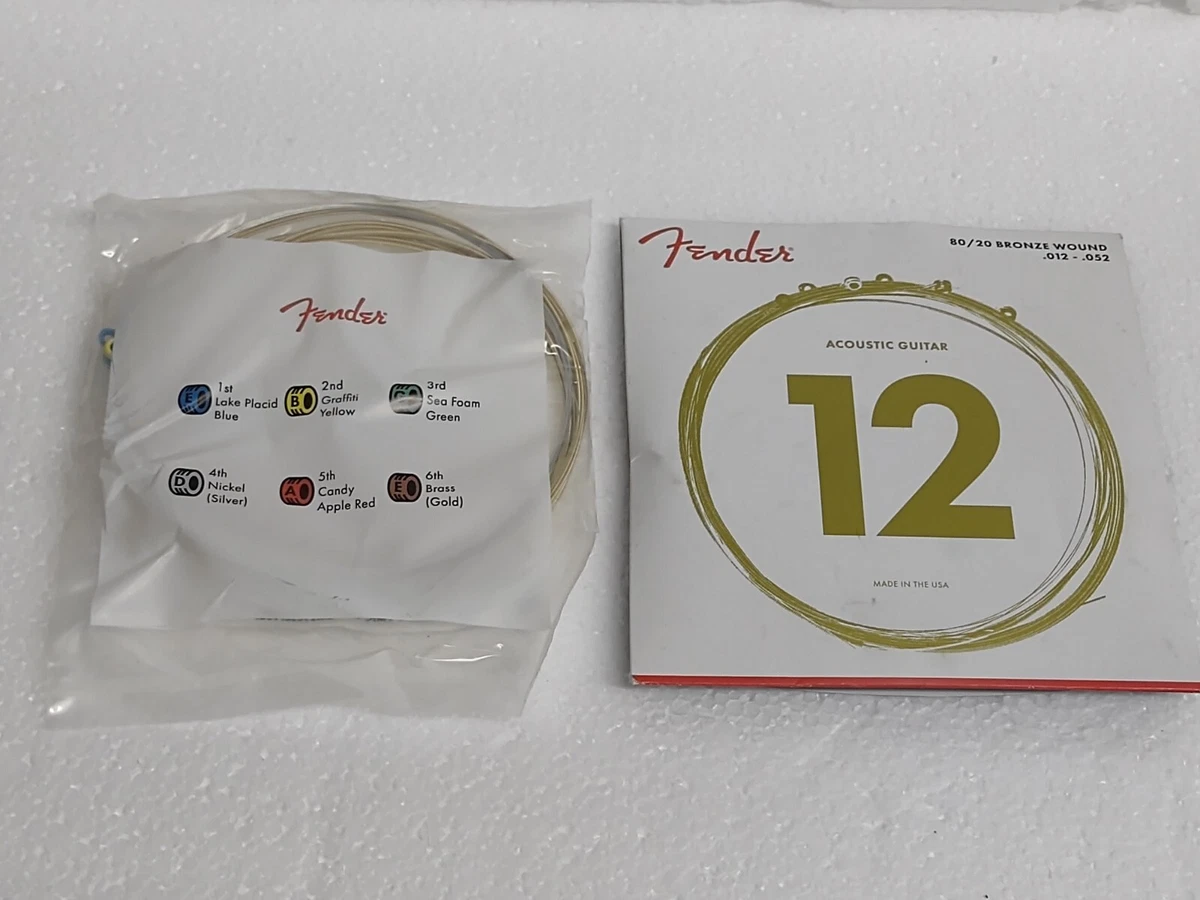 Fender
E
1st
Lake Placid
Blue
B
2nd
Graffiti
Yellow
G
3rd
Sea Foam
Green
D
4th
Nickel
(Silver)
A
5th
Candy
Apple Red
E
6th
Brass
(Gold)
Fender
80/20 BRONZE WOUND
.012 - .052
ACOUSTIC GUITAR
12
MADE IN THE USA